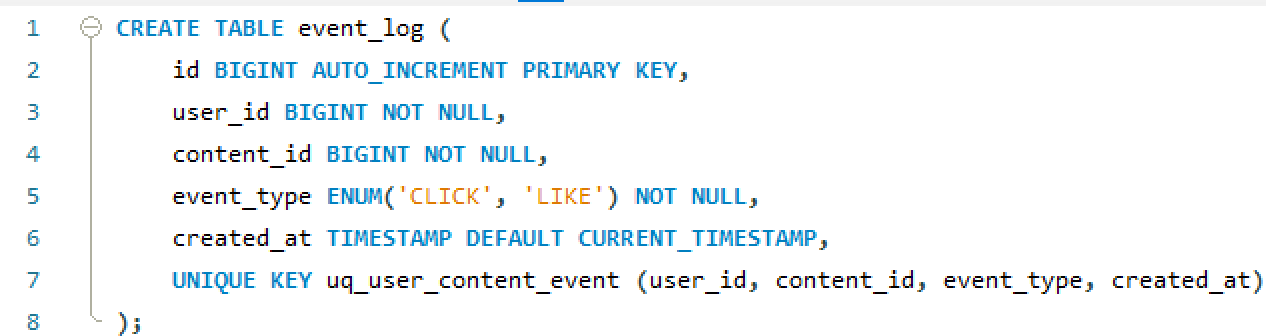 1 CREATE TABLE event_log (
2 id BIGINT AUTO_INCREMENT PRIMARY KEY,
3 user_id BIGINT NOT NULL,
4 content_id BIGINT NOT NULL,
5 event_type ENUM('CLICK', 'LIKE') NOT NULL,
6 created_at TIMESTAMP DEFAULT CURRENT_TIMESTAMP,
7 UNIQUE KEY uq_user_content_event (user_id, content_id, event_type, created_at)
8 );